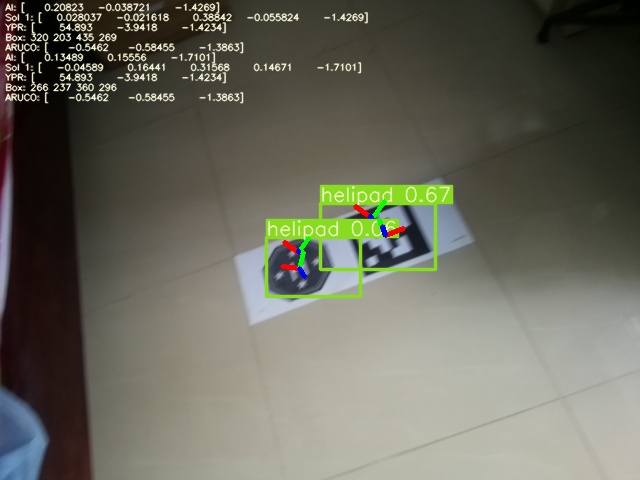 AI: [ 0.20823 -0.038721 -1.4269]
Sol 1: [ 0.028037 -0.021618 0.38842 -0.055824 -1.4269]
YPR: [ 54.893 -3.9418 -1.4234]
Box: 320 203 435 269
ARUCO: [ -0.5462 -0.58455 -1.3863]
AI: [ 0.13489 0.15556 -1.7101]
Sol 1: [ -0.04589 0.16441 0.31568 0.14671 -1.7101]
YPR: [ 54.893 -3.9418 -1.4234]
Box: 266 237 360 296
ARUCO: [ -0.5462 -0.58455 -1.3863]
helipad 0.67
helipad